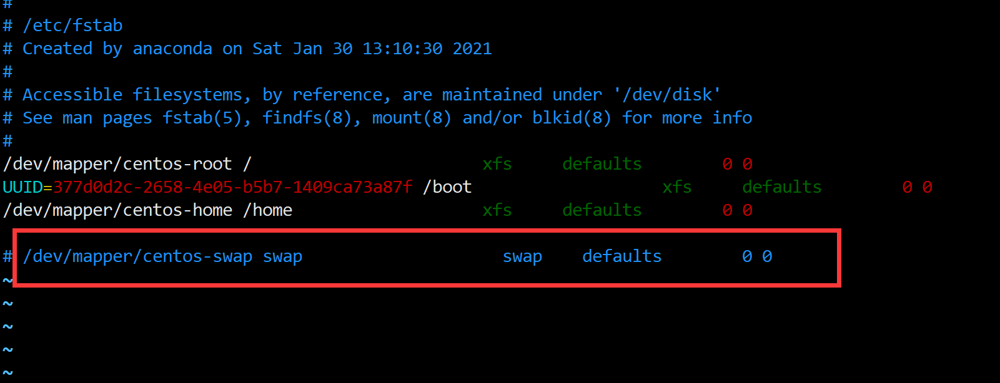 #
# /etc/fstab
# Created by anaconda on Sat Jan 30 13:10:30 2021
#
# Accessible filesystems, by reference, are maintained under '/dev/disk'
# See man pages fstab(5), findfs(8), mount(8) and/or blkid(8) for more info
#
/dev/mapper/centos-root /                       xfs     defaults        0 0
UUID=377d0d2c-2658-4e05-b5b7-1409ca73a87f /boot                   xfs     defaults        0 0
/dev/mapper/centos-home /home                   xfs     defaults        0 0
# /dev/mapper/centos-swap swap                    swap    defaults        0 0
~
~
~
~
~